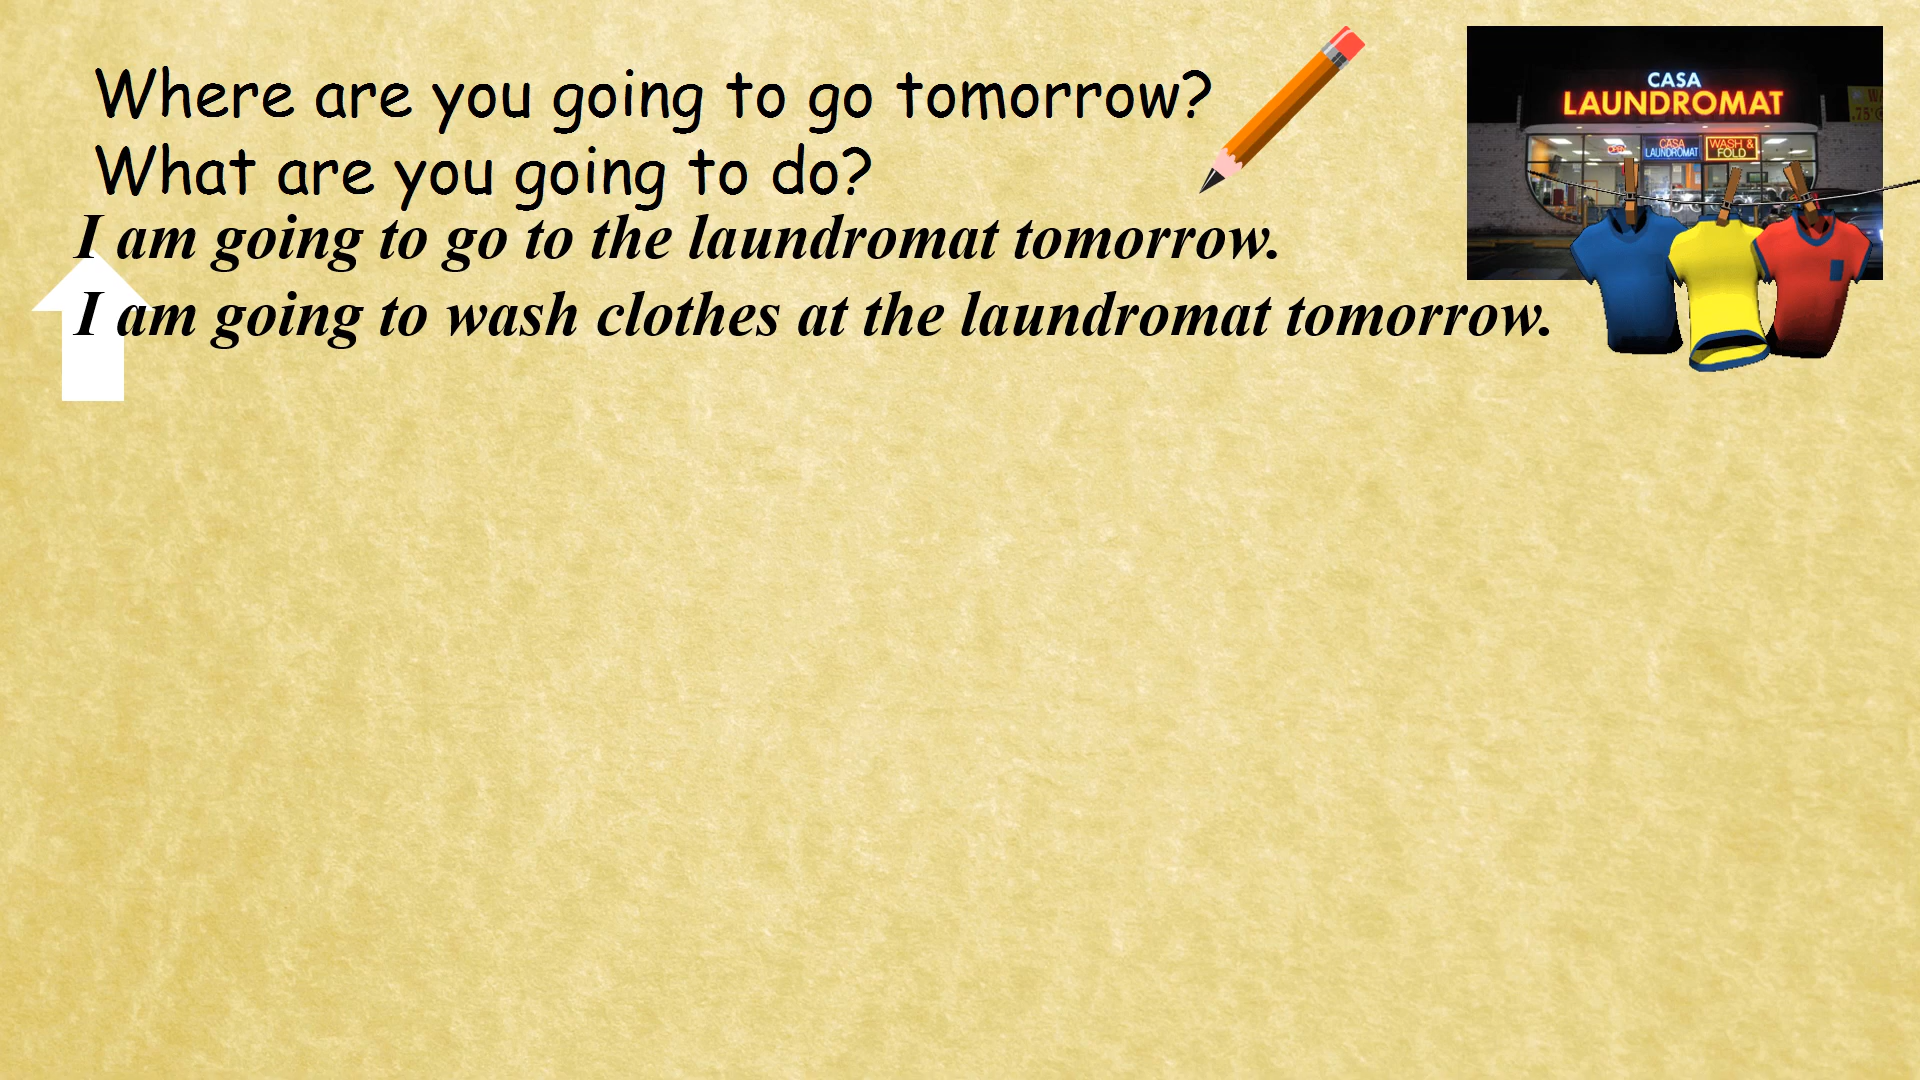 Where are you going to go tomorrow?
What are you going to do?
I am going to go to the laundromat tomorrow.
I am going to wash clothes at the laundromat tomorrow.
CASA
LAUNDROMAT
OPEN
CASA
LAUNDROMAT
WASH &
FOLD